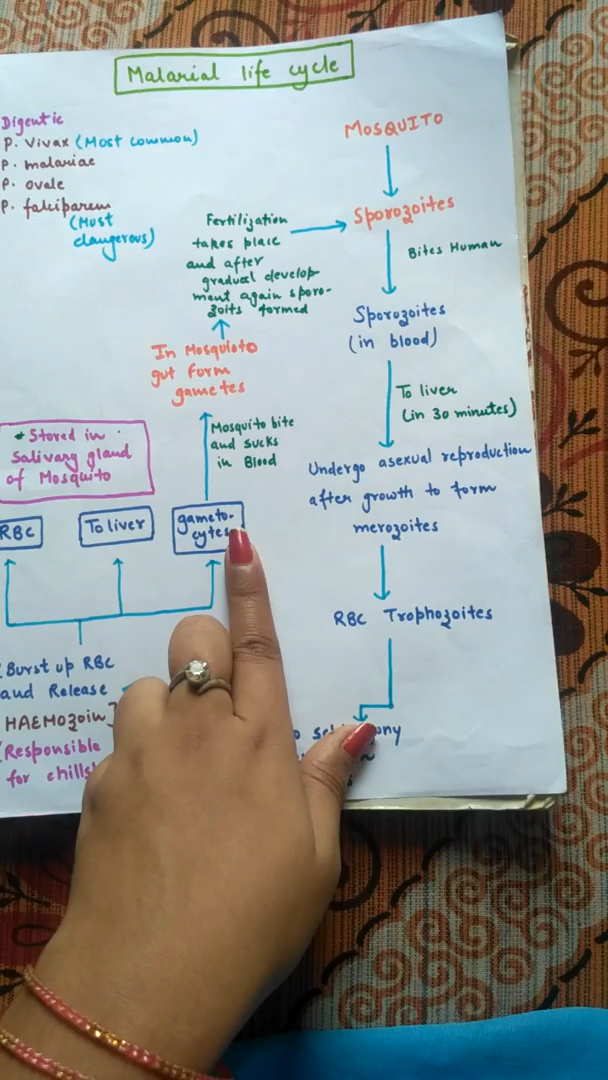 Malarial life cycle
Digentic
P. Vivax (Most common)
P. malariae
P. ovale
P. falciparem
(Most
dangerous)
MOSQUITO
Sporozoites
Bites Human
Sporozoites
(in blood)
To liver
(in 30 minutes)
Undergo asexual reproduction
after growth to form
merozoites
RBC Trophozoites
Fertilization
takes place
and after
gradual develop-
ment again sporo-
zoits formed
In Mosquioto
gut form
gametes
Mosquito bite
and sucks
in Blood
* Stored in
Salivary gland
of Mosquito
RBC
To liver
gameto-
cytes
(Burst up RBC
and Release
HAEMOZOIN]
(Responsible
for chills